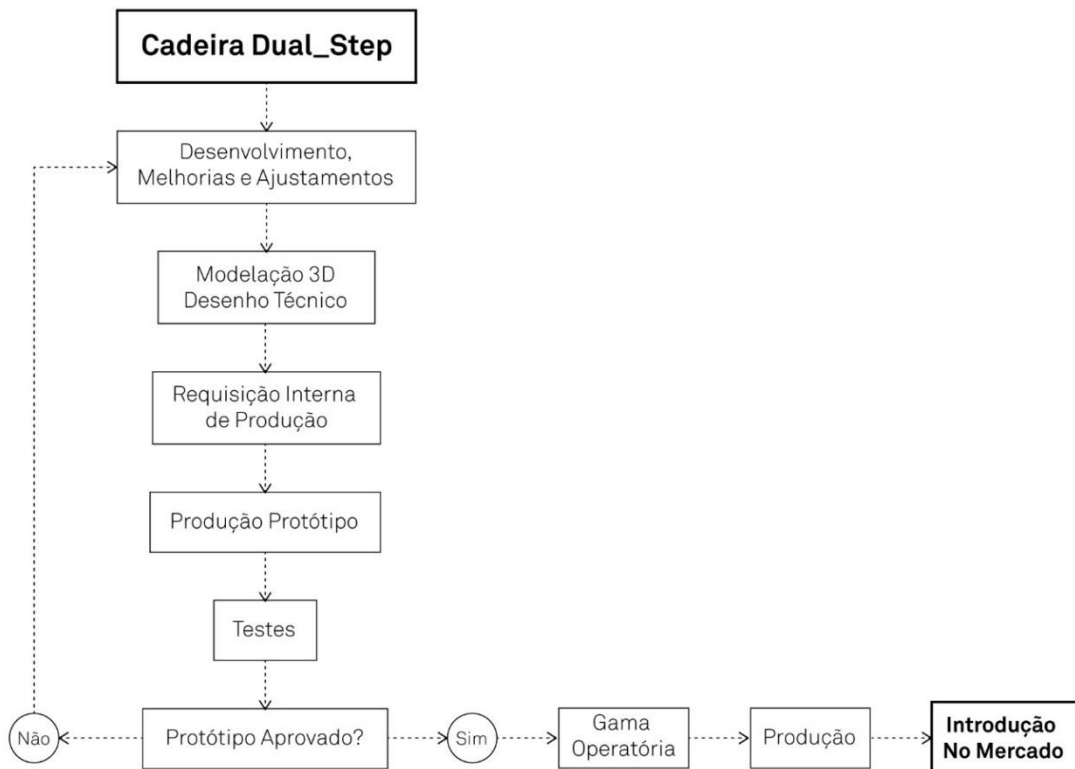 Cadeira Dual_Step
Desenvolvimento,
Melhorias e Ajustamentos
Modelação 3D
Desenho Técnico
Requisição Interna
de Produção
Produção Protótipo
Testes
Não
Protótipo Aprovado?
Sim
Gama
Operatória
Produção
Introdução
No Mercado